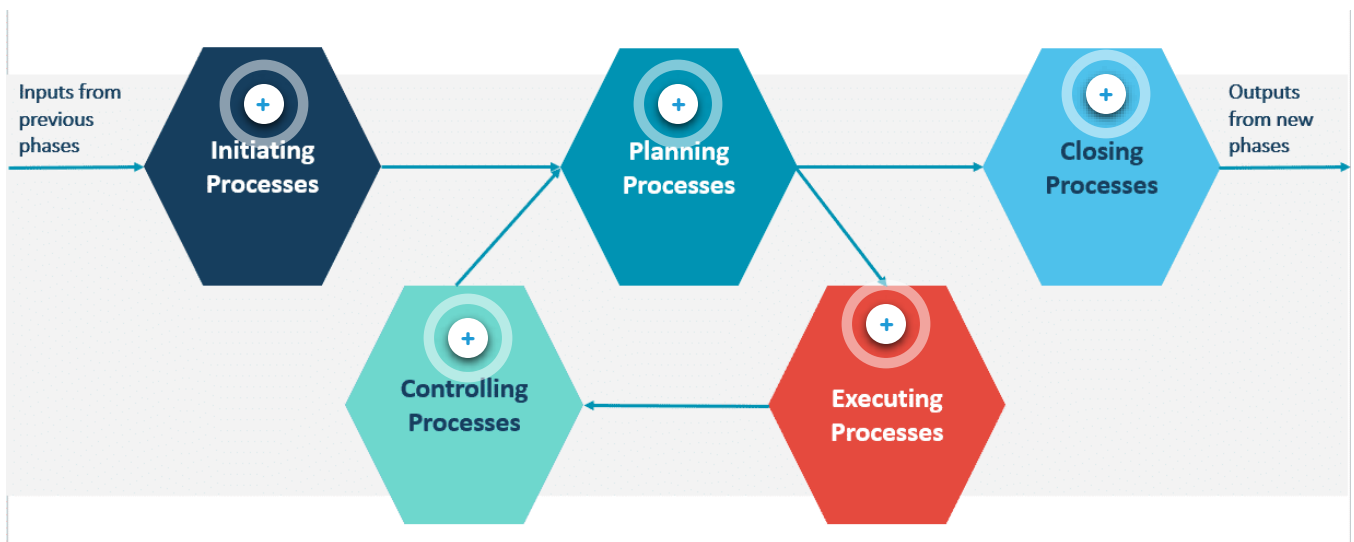 Inputs from
previous
phases
+
Initiating
Processes
+
Planning
Processes
+
Closing
Processes
Outputs
from new
phases
+
Controlling
Processes
+
Executing
Processes